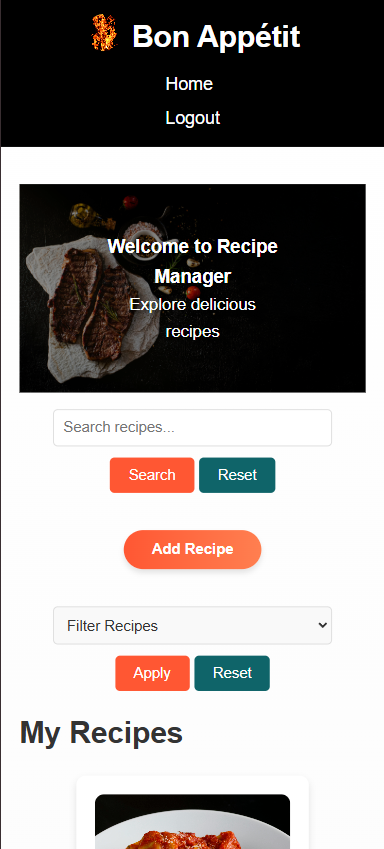 Bon Appétit
Home
Logout
Welcome to Recipe
Manager
Explore delicious
recipes
Search recipes...
Search Reset
Add Recipe
Filter Recipes
Apply Reset
My Recipes